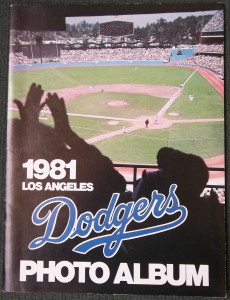 1981
LOS ANGELES
Dodgers
PHOTO ALBUM